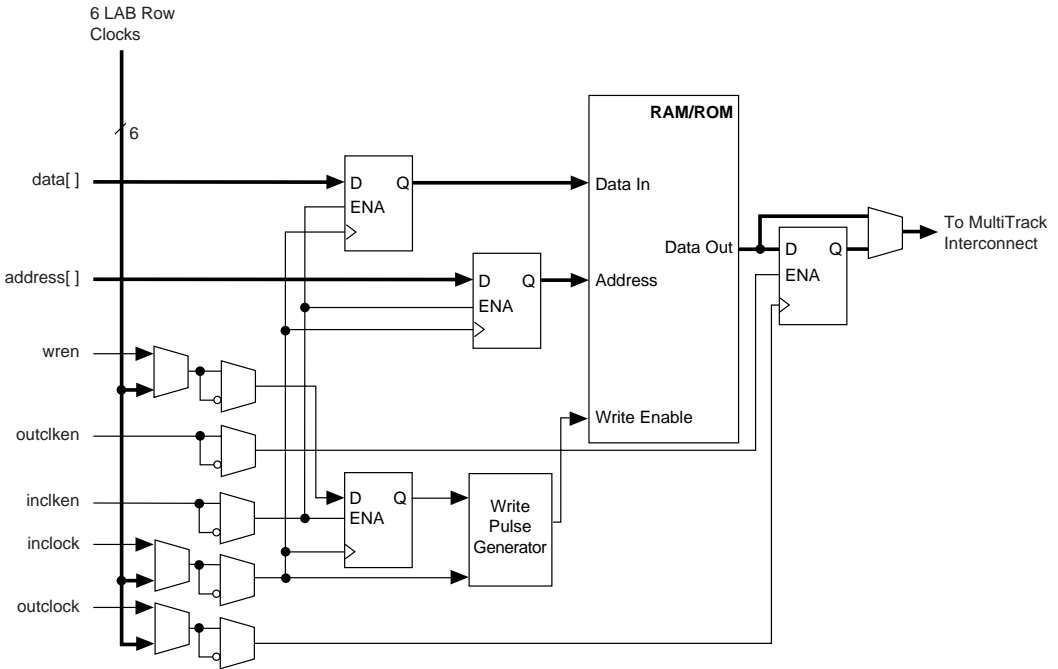 6 LAB Row
Clocks
6
RAM/ROM
data[ ]
D Q
ENA
Data In
To MultiTrack
Interconnect
Data Out
D Q
ENA
address[ ]
D Q
ENA
Address
wren
Write Enable
outclken
inclken
D Q
ENA
Write
Pulse
Generator
inclock
outclock